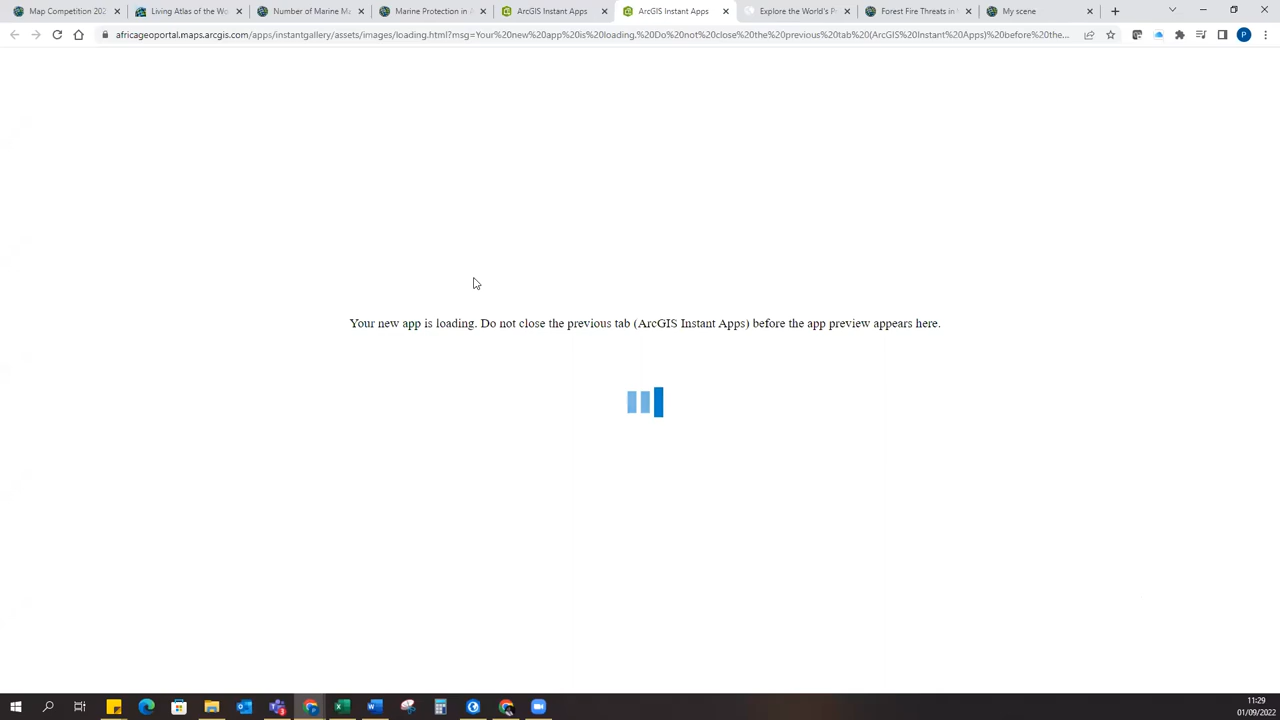 Map Competition 202
Living Atlas of the Wo
Number of Marine Ma
Marine Protection in A
ArcGIS Instant Apps
ArcGIS Instant Apps
Explore the World's Pr
Forest Fire Threats in V
My scene
africageoportal.maps.arcgis.com/apps/instantgallery/assets/images/loading.html?msg=Your%20new%20app%20is%20loading.%20Do%20not%20close%20the%20previous%20tab%20(ArcGIS%20Instant%20Apps)%20before%20the...
P
Your new app is loading. Do not close the previous tab (ArcGIS Instant Apps) before the app preview appears here.
11:29
01/09/2022